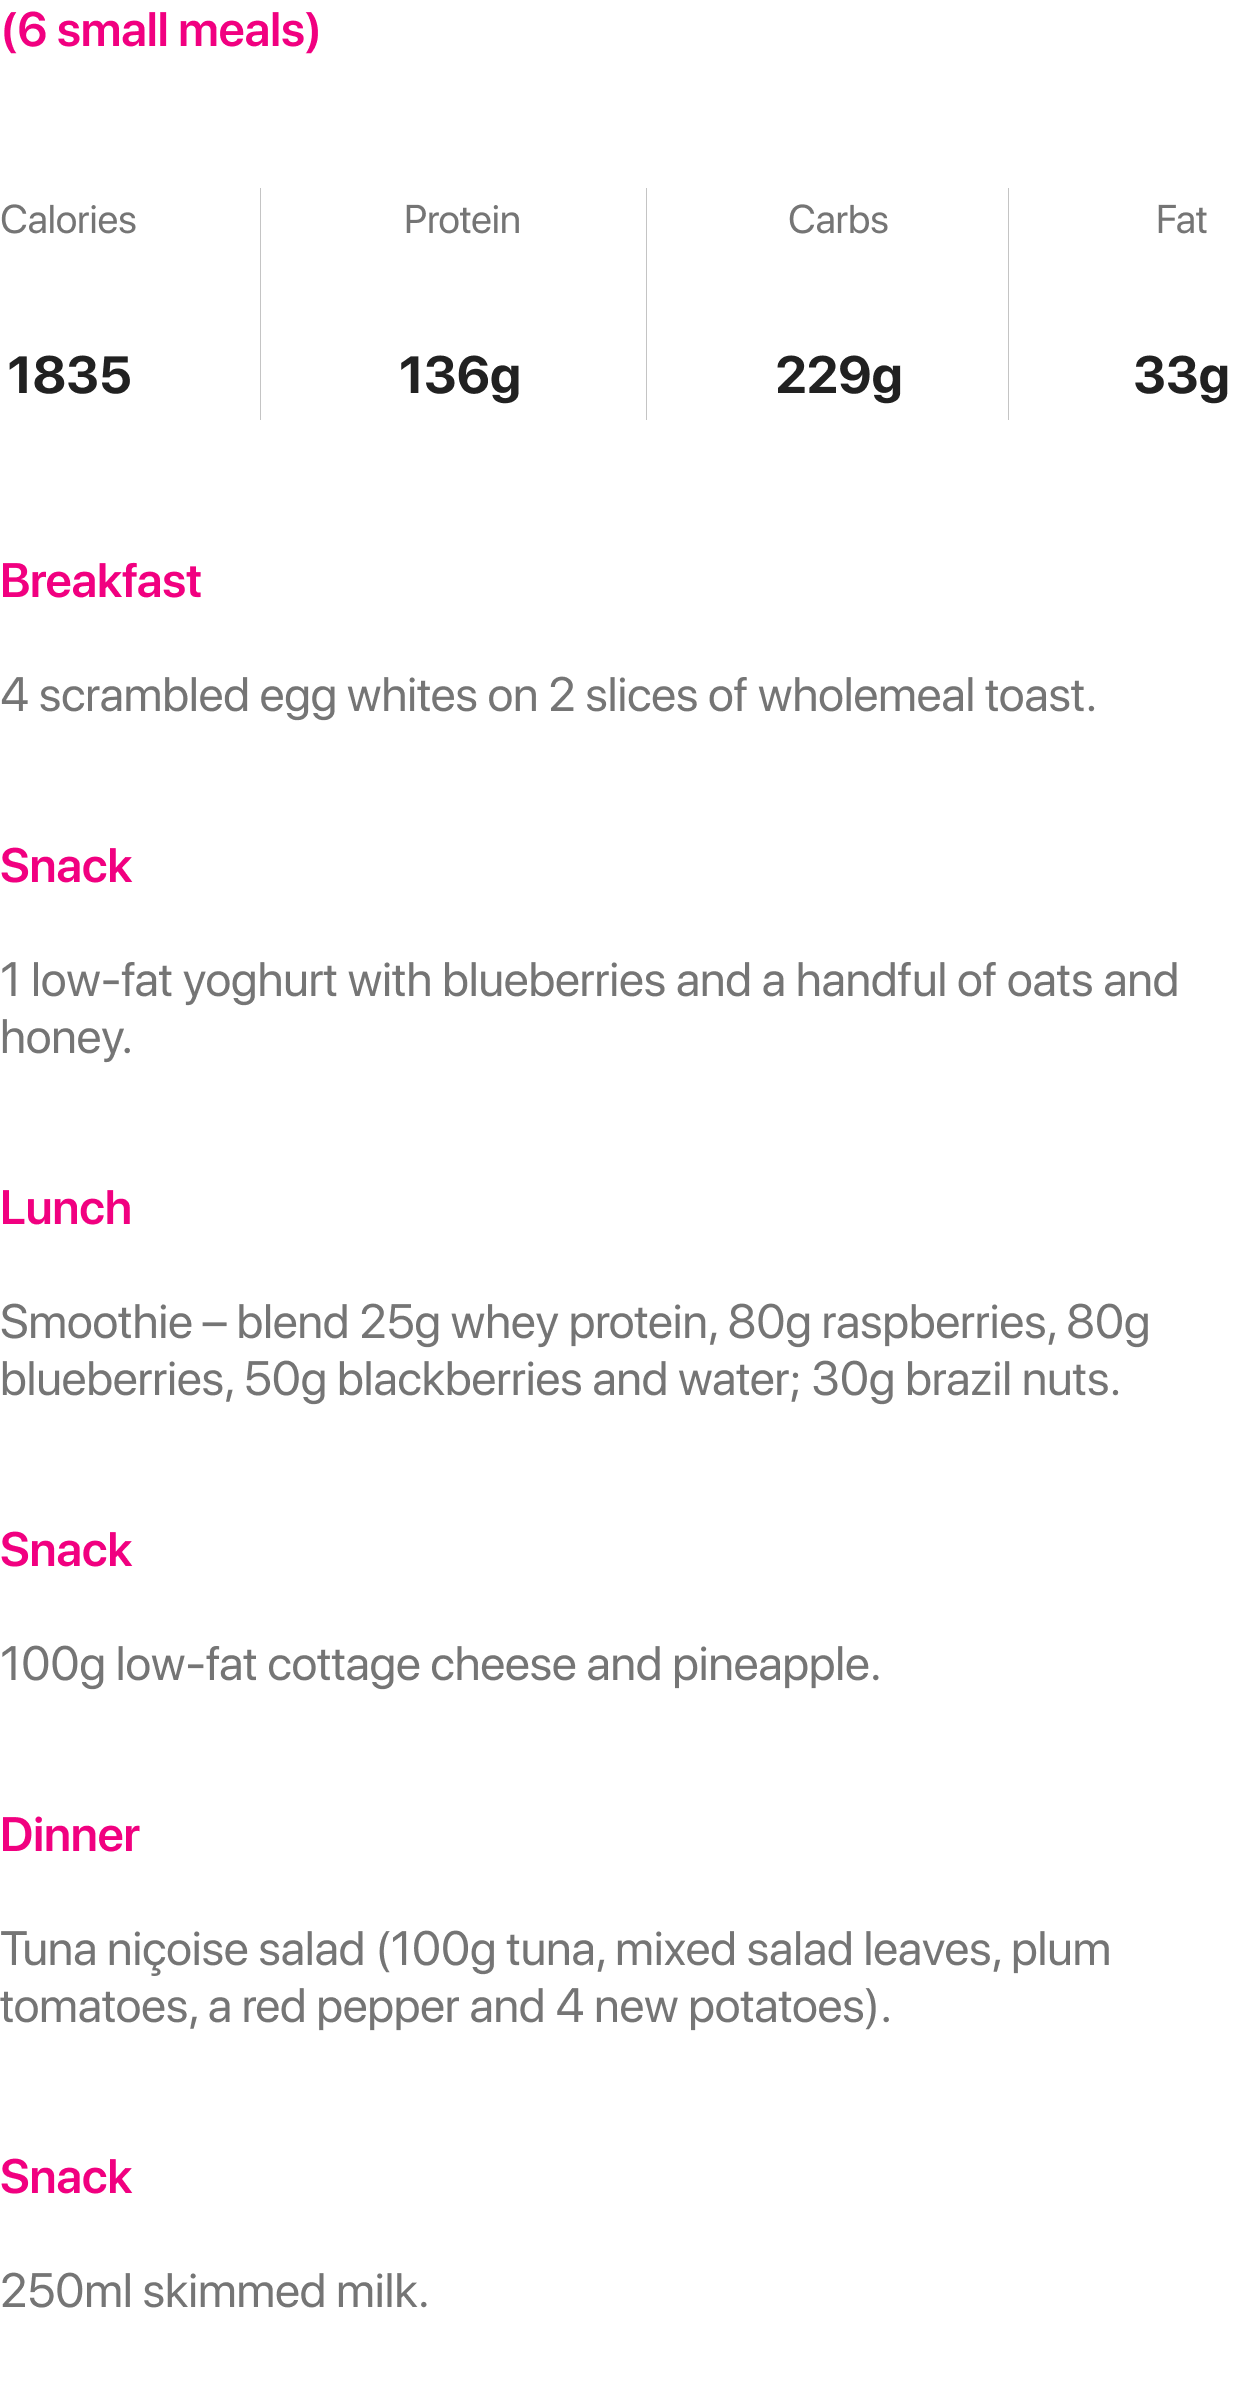 (6 small meals)
Calories Protein Carbs Fat
1835 136g 229g 33g
Breakfast
4 scrambled egg whites on 2 slices of wholemeal toast.
Snack
1 low-fat yoghurt with blueberries and a handful of oats and
honey.
Lunch
Smoothie – blend 25g whey protein, 80g raspberries, 80g
blueberries, 50g blackberries and water; 30g brazil nuts.
Snack
100g low-fat cottage cheese and pineapple.
Dinner
Tuna niçoise salad (100g tuna, mixed salad leaves, plum
tomatoes, a red pepper and 4 new potatoes).
Snack
250ml skimmed milk.